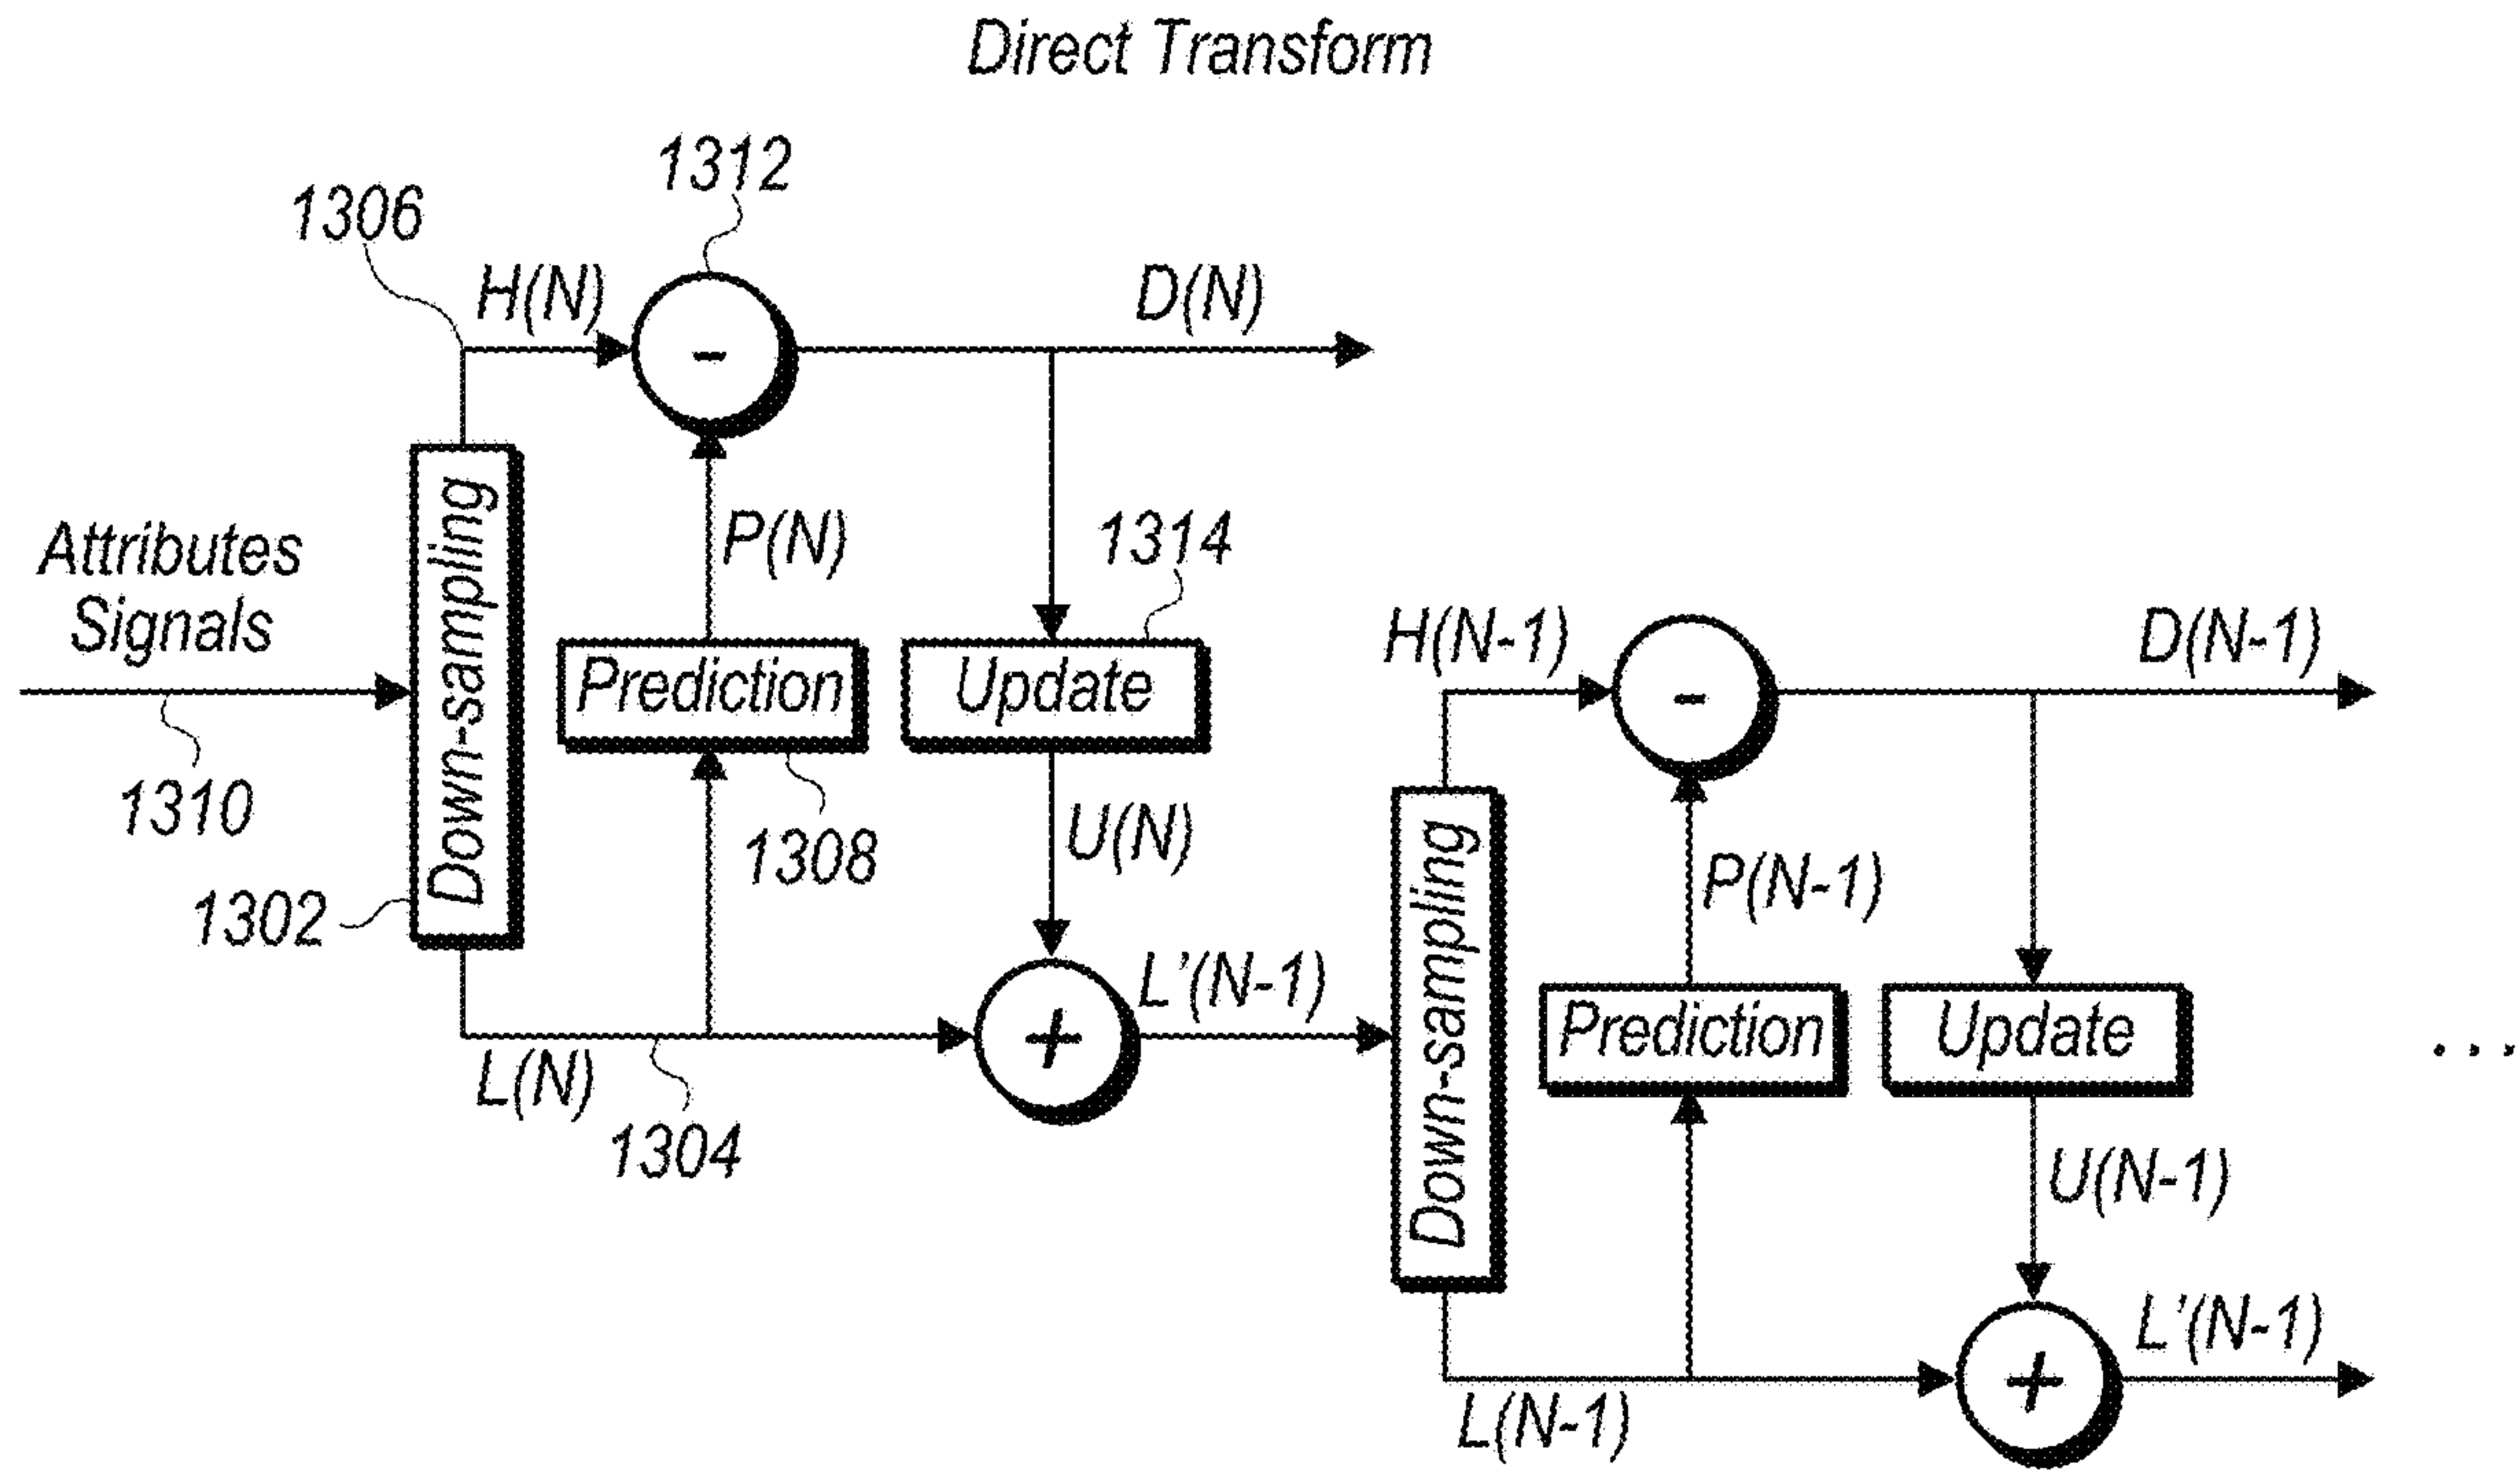 Direct Transform
1312
1306
H(N)
D(N)
-
Attributes
Signals
1310
Down-sampling
1302
P(N)
1314
Prediction
Update
1308
U(N)
L(N)
1304
+
L'(N-1)
H(N-1)
D(N-1)
-
Down-sampling
P(N-1)
Prediction
Update
...
U(N-1)
L(N-1)
+
L'(N-1)